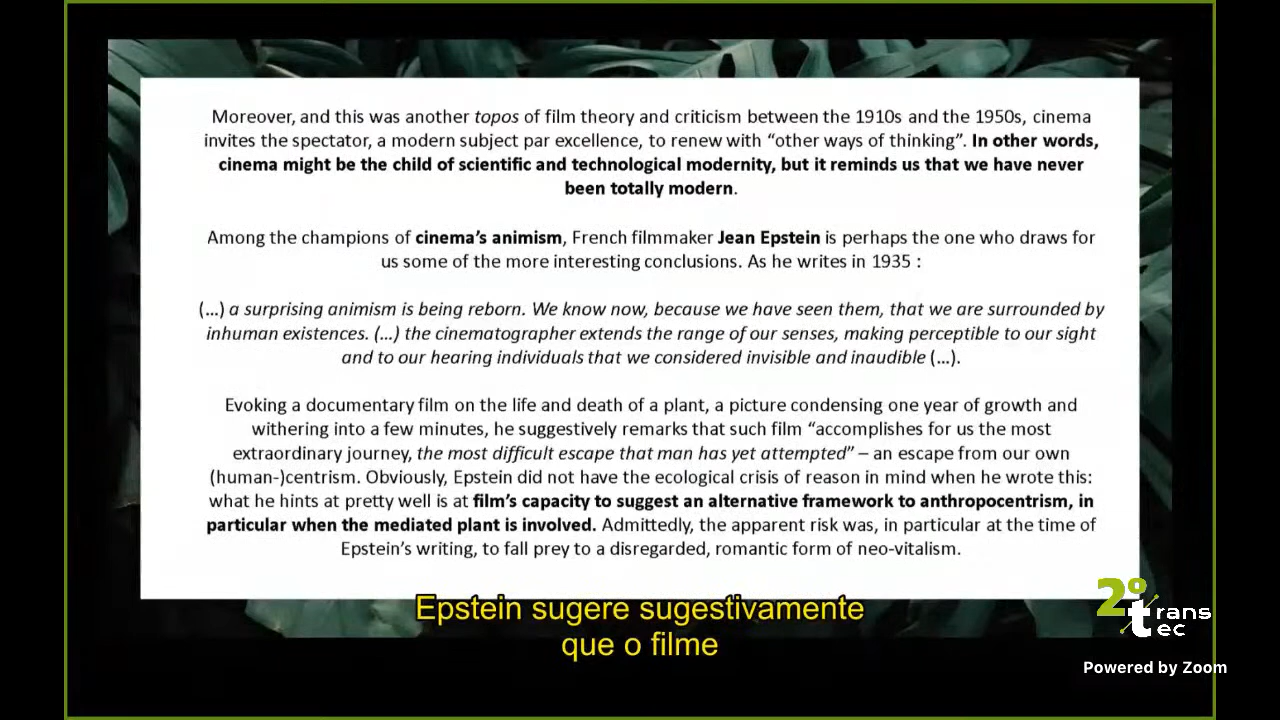 Moreover, and this was another topos of film theory and criticism between the 1910s and the 1950s, cinema
invites the spectator, a modern subject par excellence, to renew with “other ways of thinking”. In other words,
cinema might be the child of scientific and technological modernity, but it reminds us that we have never
been totally modern.
Among the champions of cinema’s animism, French filmmaker Jean Epstein is perhaps the one who draws for
us some of the more interesting conclusions. As he writes in 1935 :
(...) a surprising animism is being reborn. We know now, because we have seen them, that we are surrounded by
inhuman existences. (...) the cinematographer extends the range of our senses, making perceptible to our sight
and to our hearing individuals that we considered invisible and inaudible (...).
Evoking a documentary film on the life and death of a plant, a picture condensing one year of growth and
withering into a few minutes, he suggestively remarks that such film “accomplishes for us the most
extraordinary journey, the most difficult escape that man has yet attempted” – an escape from our own
(human-)centrism. Obviously, Epstein did not have the ecological crisis of reason in mind when he wrote this:
what he hints at pretty well is at film’s capacity to suggest an alternative framework to anthropocentrism, in
particular when the mediated plant is involved. Admittedly, the apparent risk was, in particular at the time of
Epstein’s writing, to fall prey to a disregarded, romantic form of neo-vitalism.
Epstein sugere sugestivamente
que o filme
2º
trans
tec
Powered by Zoom